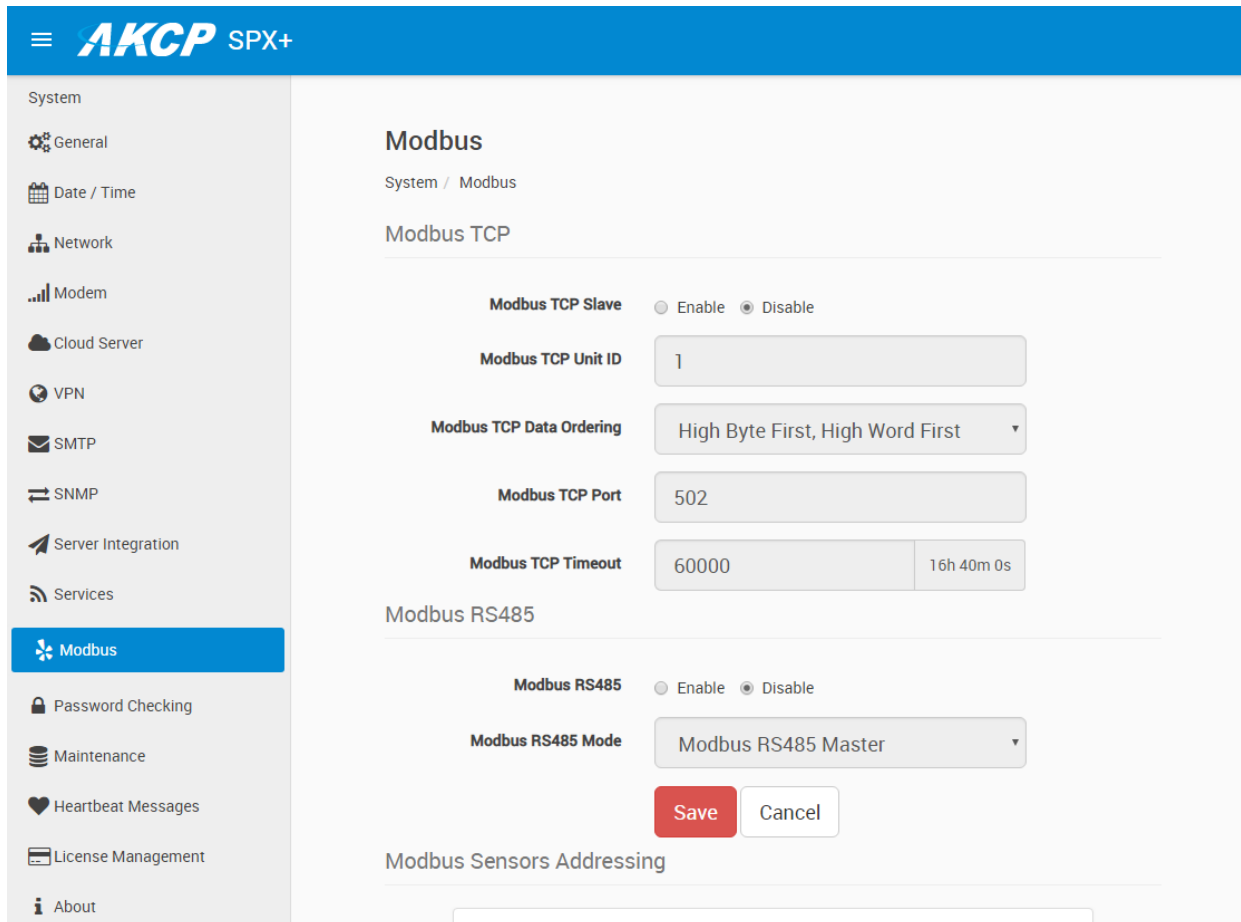 AKCP SPX+
System
General
Date / Time
Network
Modem
Cloud Server
VPN
SMTP
SNMP
Server Integration
Services
Modbus
Password Checking
Maintenance
Heartbeat Messages
License Management
About
Modbus
System / Modbus
Modbus TCP
Modbus TCP Slave Enable Disable
Modbus TCP Unit ID 1
Modbus TCP Data Ordering High Byte First, High Word First
Modbus TCP Port 502
Modbus TCP Timeout 60000 16h 40m 0s
Modbus RS485
Modbus RS485 Enable Disable
Modbus RS485 Mode Modbus RS485 Master
Save Cancel
Modbus Sensors Addressing